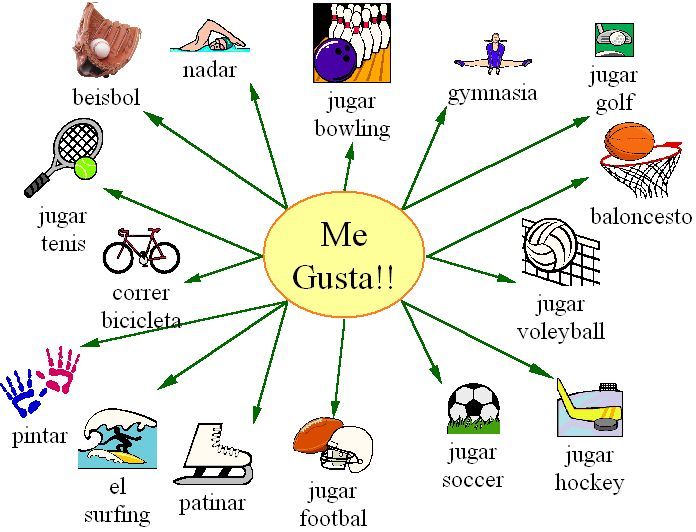 beisbol
nadar
jugar
bowling
gymnasia
jugar
golf
jugar
tenis
baloncesto
Me
Gusta!!
correr
bicicleta
jugar
voleyball
pintar
el
surfing
patinar
jugar
footbal
jugar
soccer
jugar
hockey